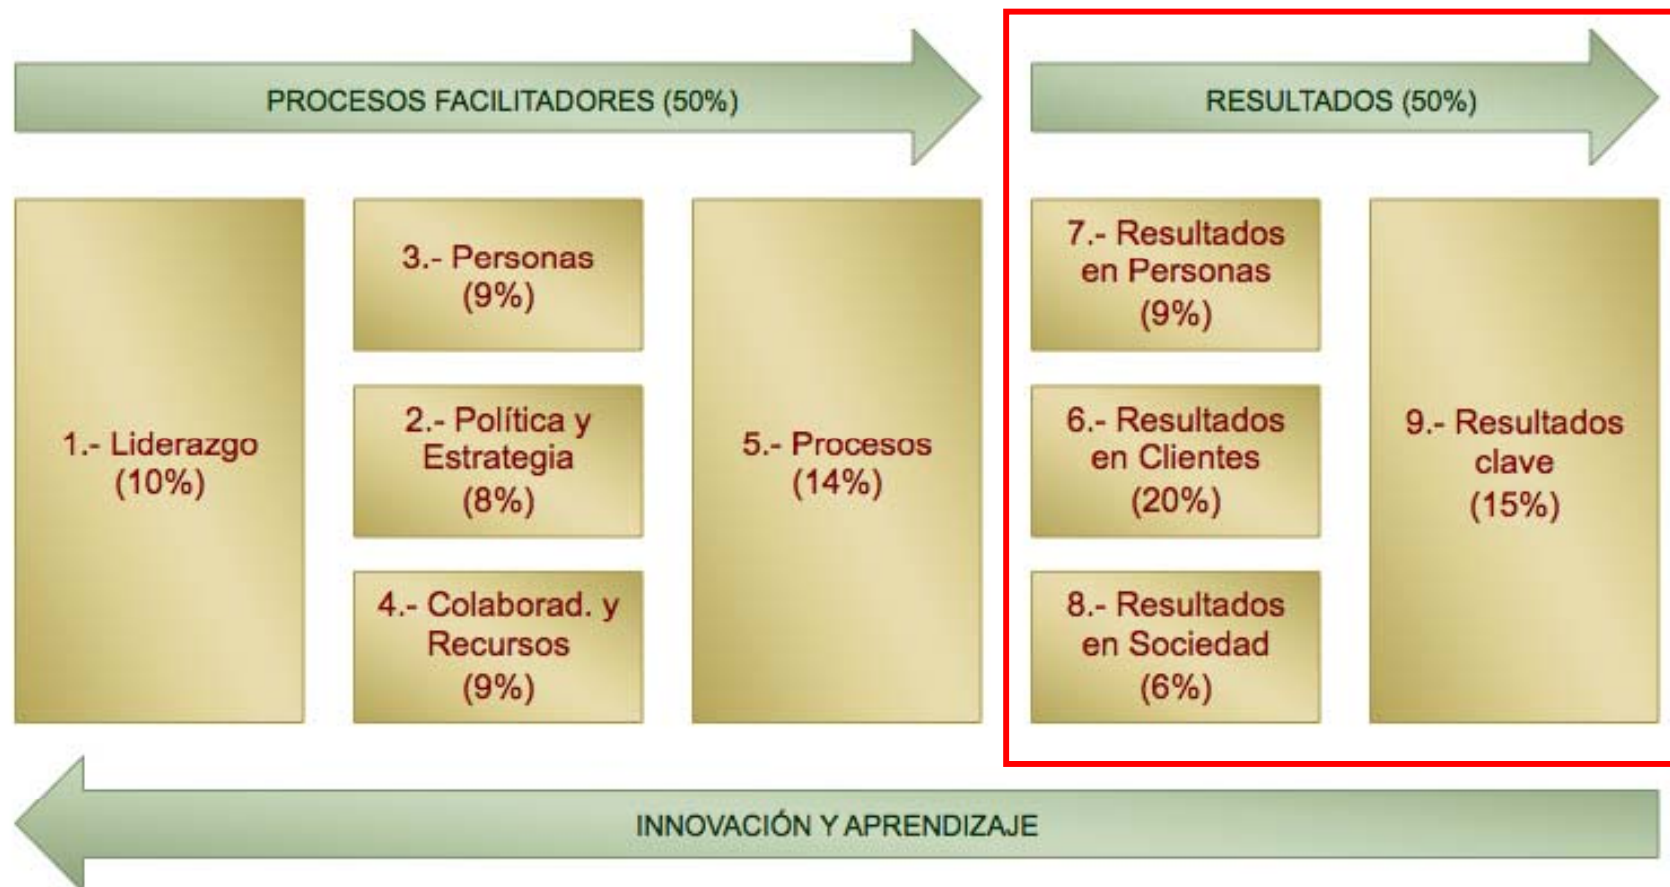 PROCESOS FACILITADORES (50%)
RESULTADOS (50%)
1.- Liderazgo
(10%)
3.- Personas
(9%)
2.- Política y
Estrategia
(8%)
4.- Colaborad. y
Recursos
(9%)
5.- Procesos
(14%)
7.- Resultados
en Personas
(9%)
6.- Resultados
en Clientes
(20%)
8.- Resultados
en Sociedad
(6%)
9.- Resultados
clave
(15%)
INNOVACIÓN Y APRENDIZAJE